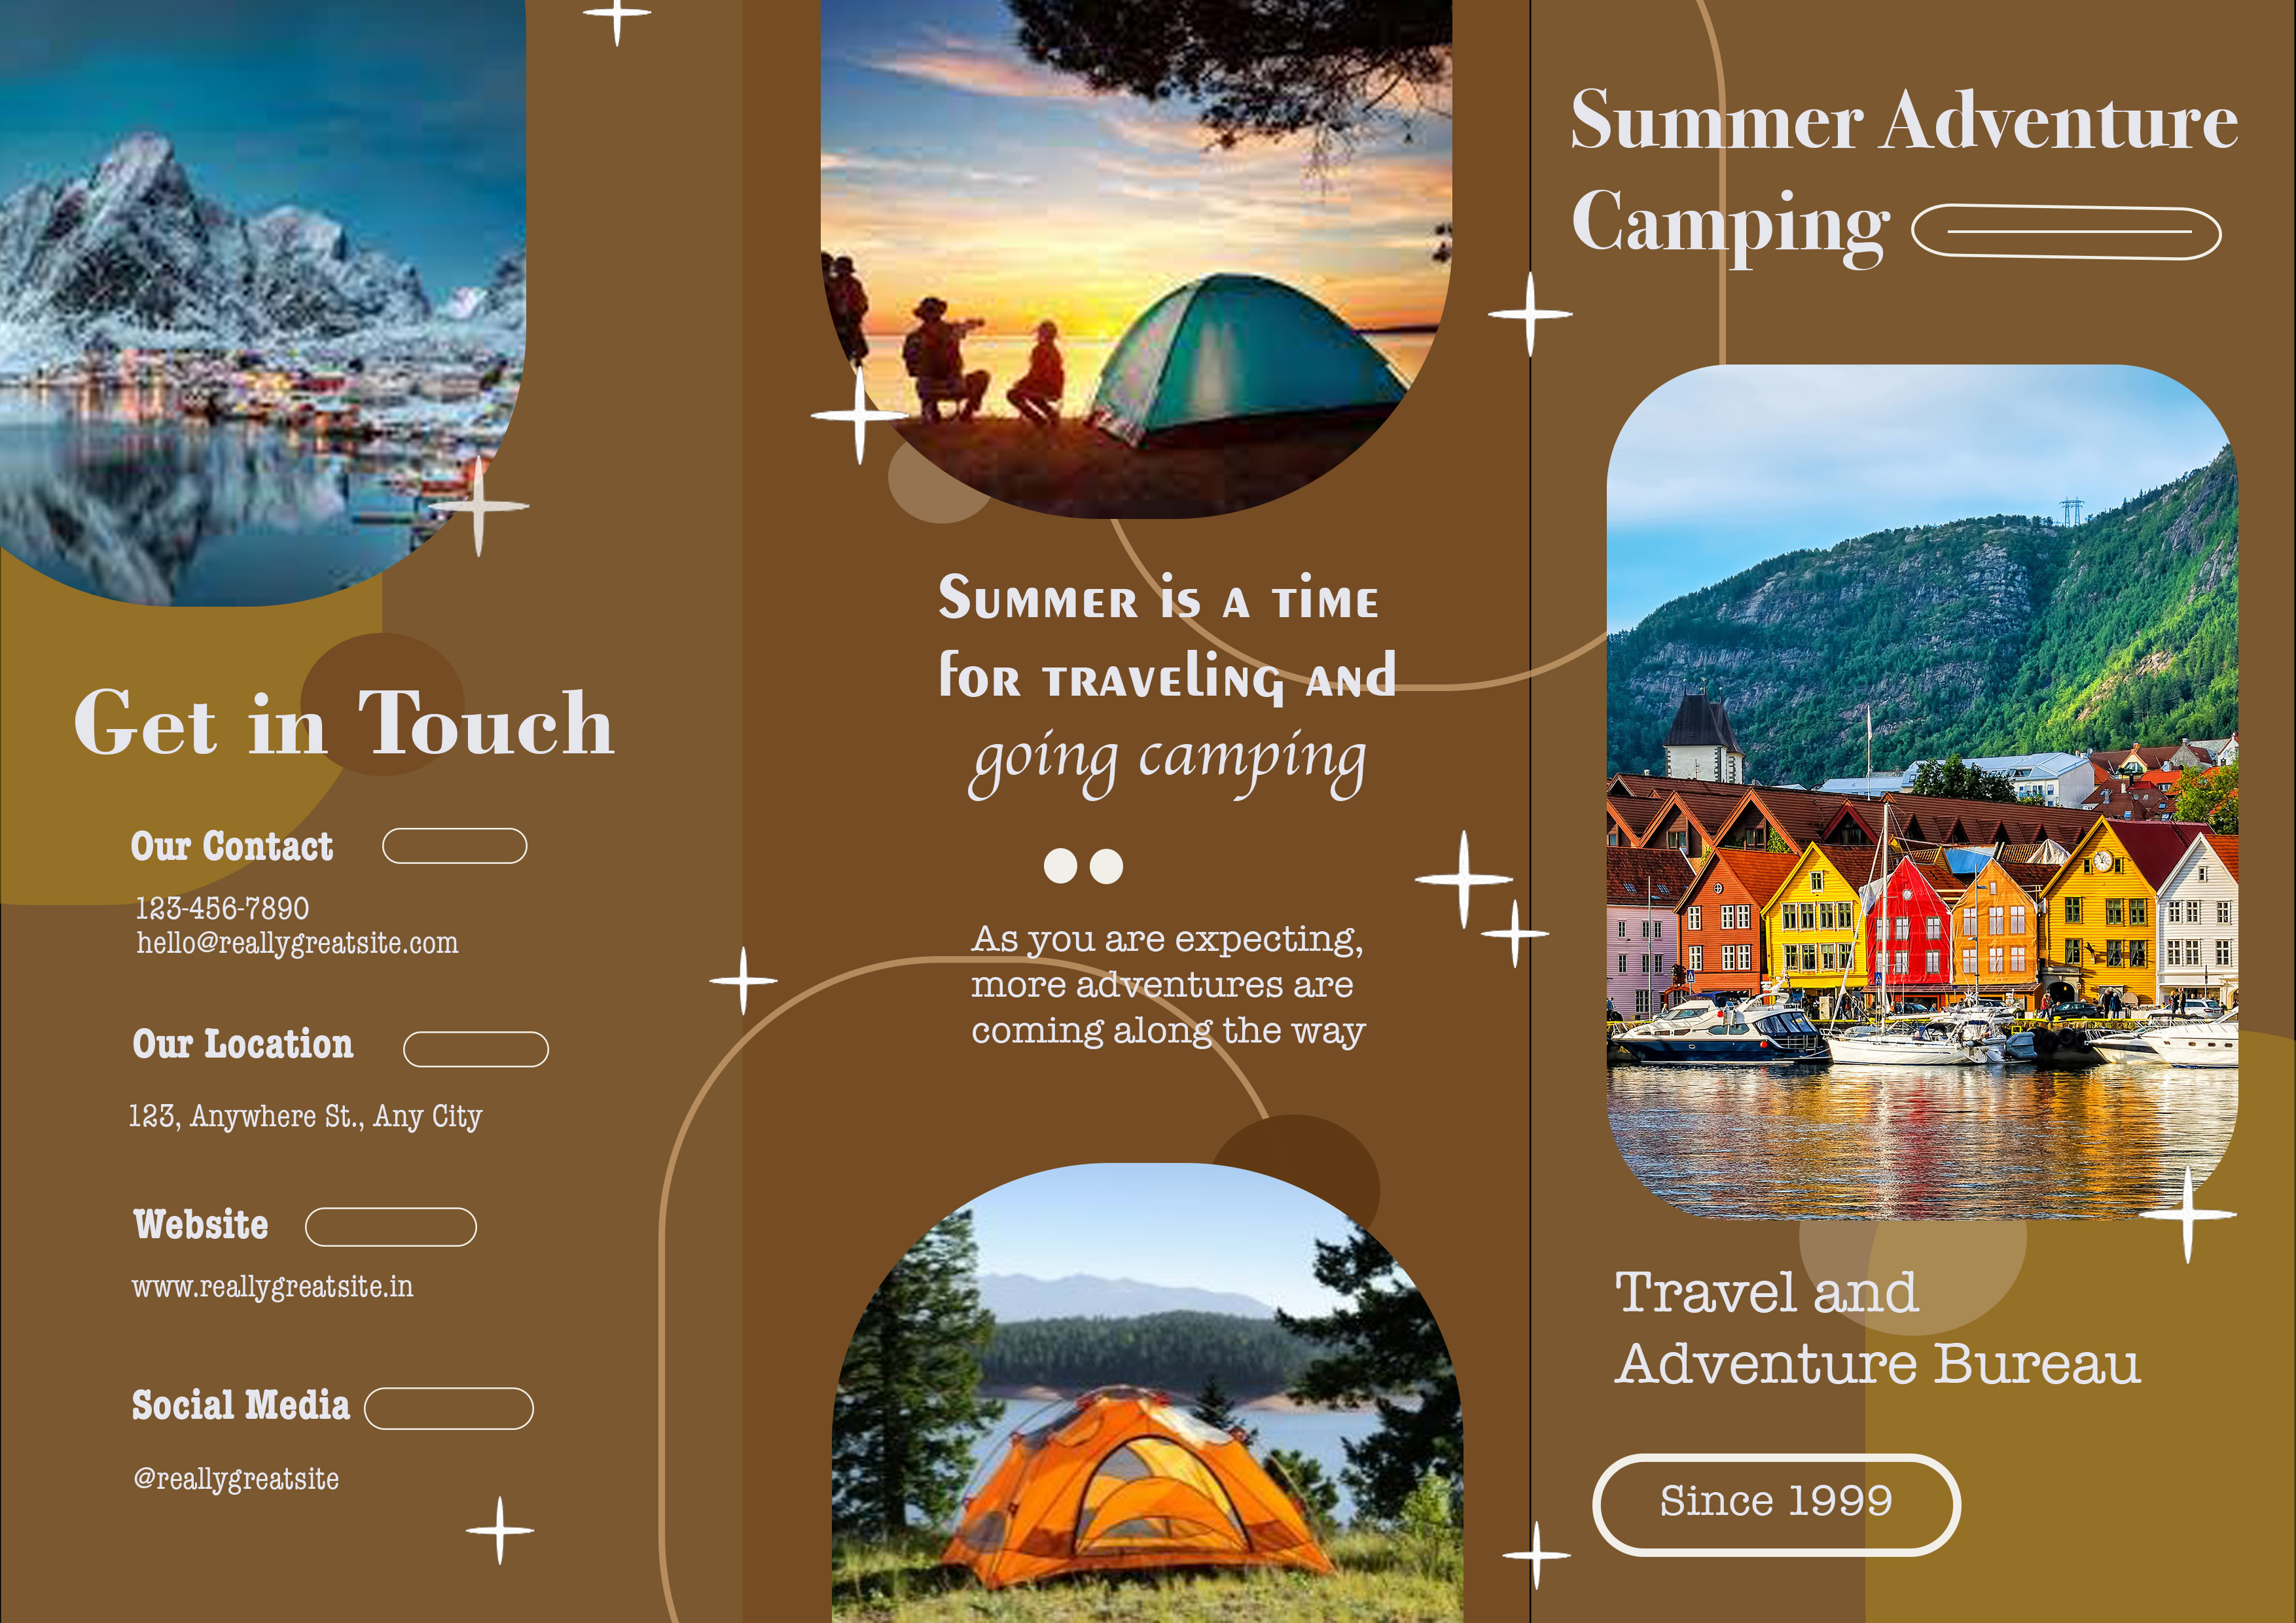 Get in Touch
Our Contact
123-456-7890
hello@reallygreatsite.com
Our Location
123, Anywhere St., Any City
Website
www.reallygreatsite.in
Social Media
@reallygreatsite
Summer is a time
for traveling and
going camping
As you are expecting,
more adventures are
coming along the way
Summer Adventure
Camping
Travel and
Adventure Bureau
Since 1999